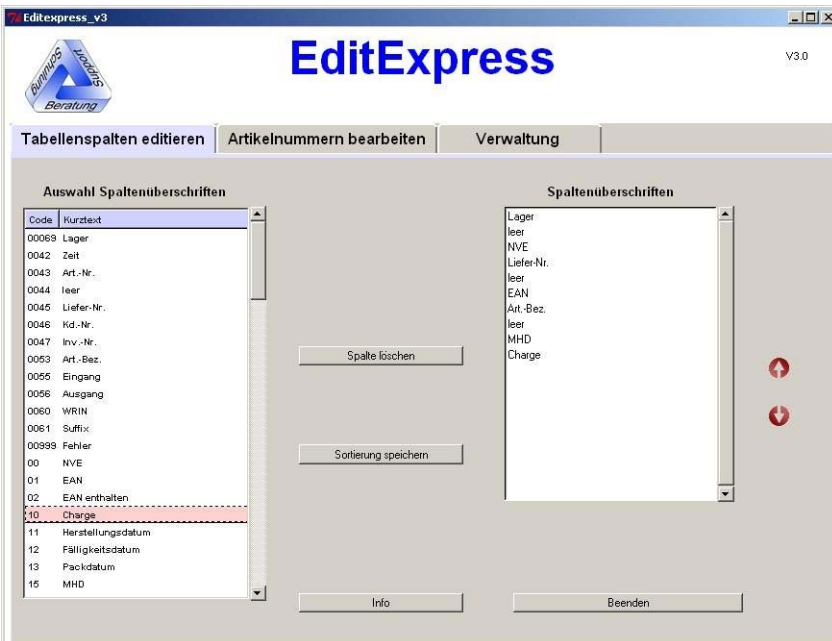 Editexpress_v3
EditExpress
V3.0
Schulung
Support
Beratung
Tabellenspalten editieren
Artikelnummern bearbeiten
Verwaltung
Auswahl Spaltenüberschriften
Code Kurztext
00069 Lager
0042 Zeit
0043 Art.-Nr.
0044 leer
0045 Liefer-Nr.
0046 Kd.-Nr.
0047 Inv.-Nr.
0053 Art.-Bez.
0055 Eingang
0056 Ausgang
0060 WRIN
0061 Suffix
00999 Fehler
00 NVE
01 EAN
02 EAN enthalten
10 Charge
11 Herstellungsdatum
12 Fälligkeitsdatum
13 Packdatum
15 MHD
Spalte löschen
Sortierung speichern
Info
Spaltenüberschriften
Lager
leer
NVE
Liefer-Nr.
leer
EAN
Art.-Bez.
leer
MHD
Charge
Beenden